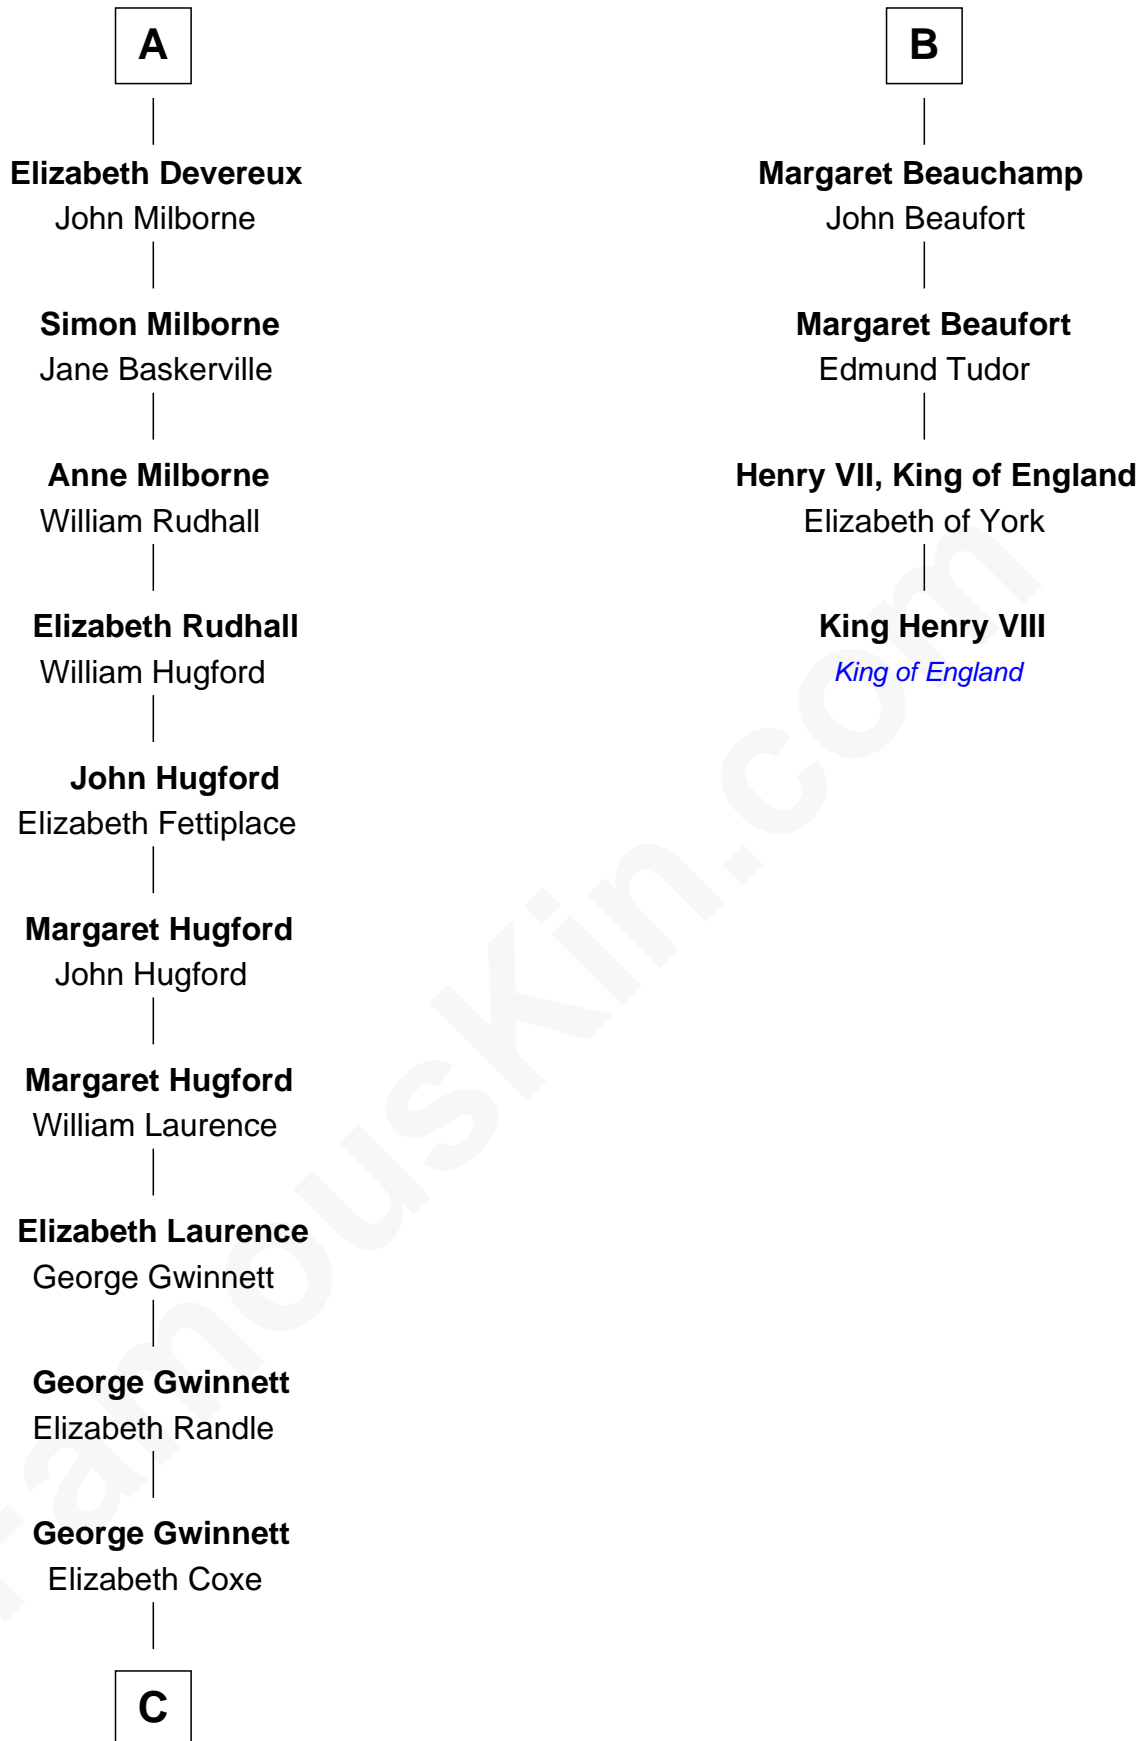 A
Elizabeth Devereux
John Milborne
Simon Milborne
Jane Baskerville
Anne Milborne
William Rudhall
Elizabeth Rudhall
William Hugford
John Hugford
Elizabeth Fettiplace
Margaret Hugford
John Hugford
Margaret Hugford
William Laurence
Elizabeth Laurence
George Gwinnett
George Gwinnett
Elizabeth Randle
George Gwinnett
Elizabeth Coxe
C
B
Margaret Beauchamp
John Beaufort
Margaret Beaufort
Edmund Tudor
Henry VII, King of England
Elizabeth of York
King Henry VIII
King of England
FamousKin.com